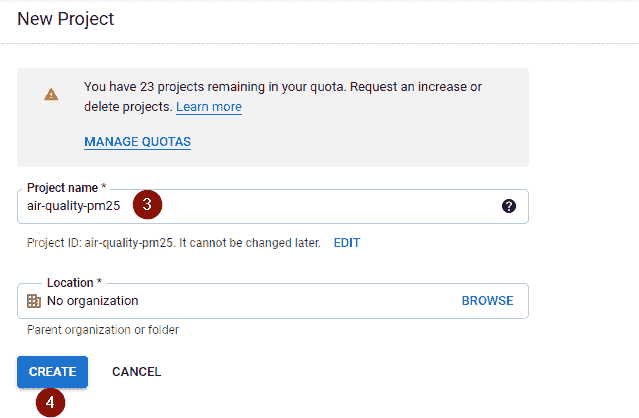 New Project
You have 23 projects remaining in your quota. Request an increase or
delete projects. Learn more
MANAGE QUOTAS
Project name *
air-quality-pm25 3
Project ID: air-quality-pm25. It cannot be changed later. EDIT
Location *
No organization BROWSE
Parent organization or folder
CREATE CANCEL
4